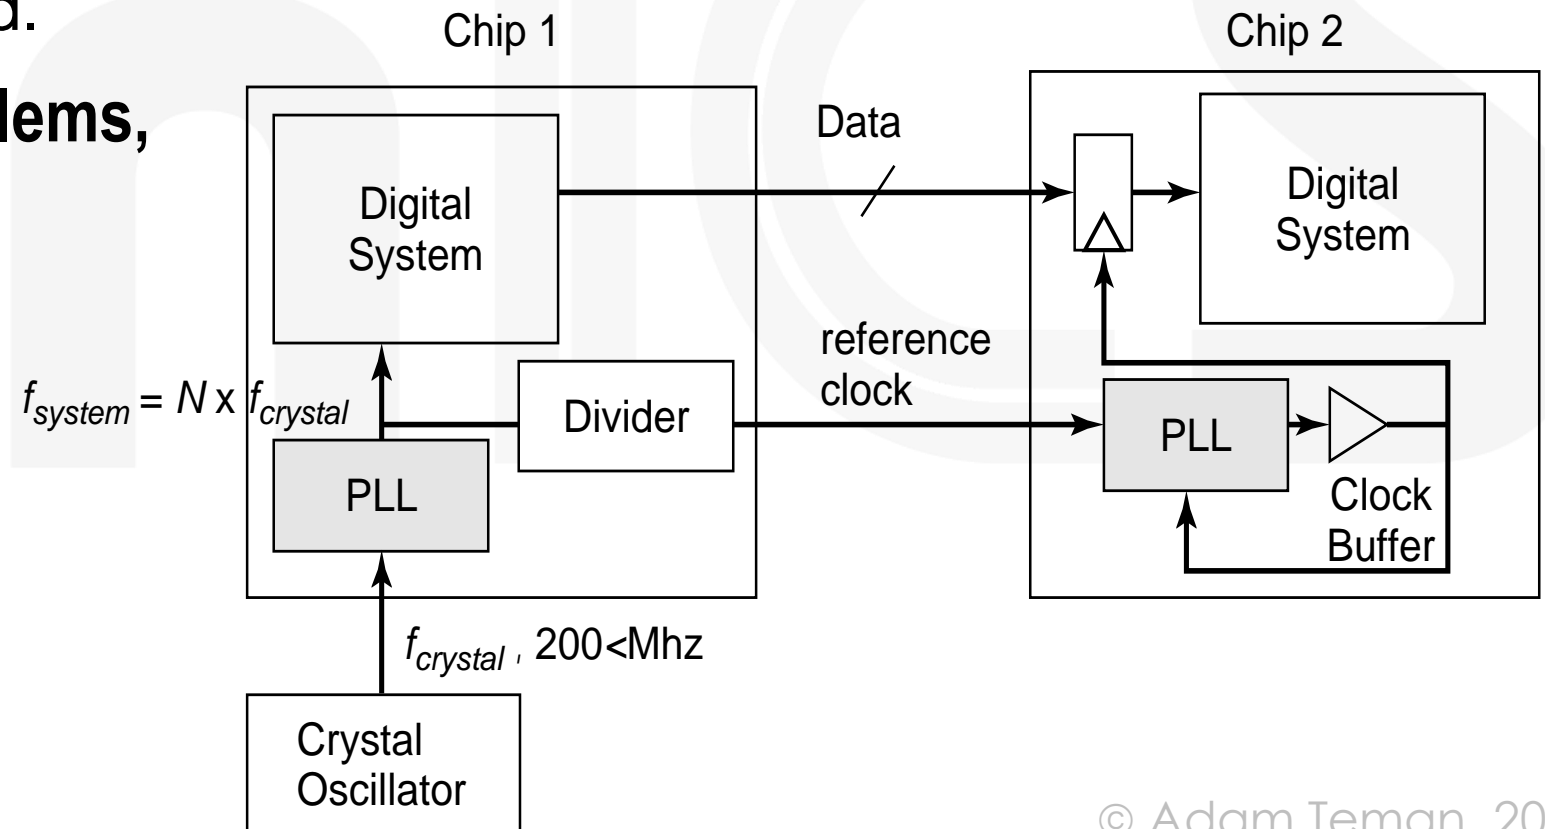 d.
Chip 1
Chip 2
lems,
Data
Digital
System
Digital
System
reference
clock
f_system = N x f_crystal
Divider
PLL
PLL
Clock
Buffer
f_crystal , 200<Mhz
Crystal
Oscillator
© Adam Teman, 20